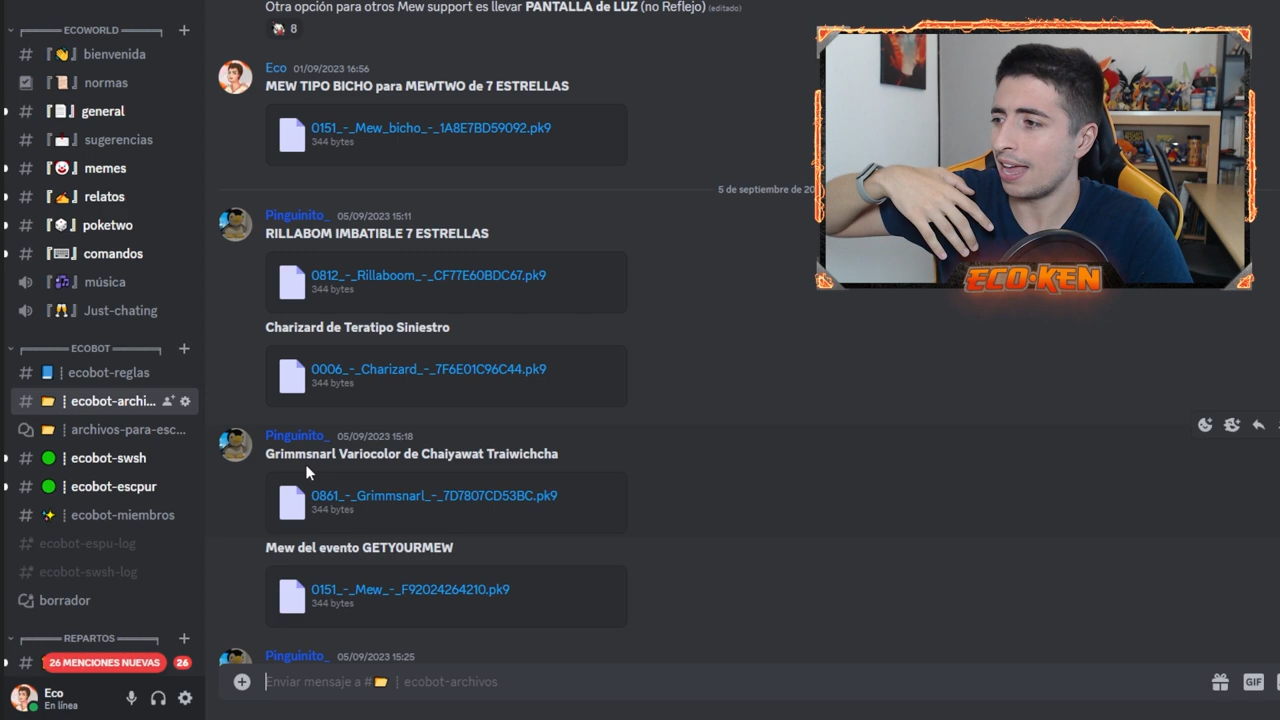 ECOWORLD
『👋』 bienvenida
『📜』 normas
『📄』 general
『📩』 sugerencias
『🤡』 memes
『✍️』 relatos
『🎲』 poketwo
『⌨️』 comandos
『🎶』 música
『🥂』 Just-chating
ECOBOT
📘┆ecobot-reglas
📂┆ecobot-archi...
📂┆archivos-para-esc...
🟢┆ecobot-swsh
🟢┆ecobot-escpur
✨┆ecobot-miembros
ecobot-espu-log
ecobot-swsh-log
borrador
REPARTOS
26 MENCIONES NUEVAS 26
Eco
En línea
Otra opción para otros Mew support es llevar PANTALLA de LUZ (no Reflejo) (editado)
8
Eco 01/09/2023 16:56
MEW TIPO BICHO para MEWTWO de 7 ESTRELLAS
0151_-_Mew_bicho_-_1A8E7BD59092.pk9
344 bytes
5 de septiembre de 20
Pinguinito_ 05/09/2023 15:11
RILLABOM IMBATIBLE 7 ESTRELLAS
0812_-_Rillaboom_-_CF77E60BDC67.pk9
344 bytes
Charizard de Teratipo Siniestro
0006_-_Charizard_-_7F6E01C96C44.pk9
344 bytes
Pinguinito_ 05/09/2023 15:18
Grimmsnarl Variocolor de Chaiyawat Traiwichcha
0861_-_Grimmsnarl_-_7D7807CD53BC.pk9
344 bytes
Mew del evento GETY0URMEW
0151_-_Mew_-_F92024264210.pk9
344 bytes
Pinguinito_ 05/09/2023 15:25
Enviar mensaje a #📂┆ecobot-archivos
GIF
ECO·KEN